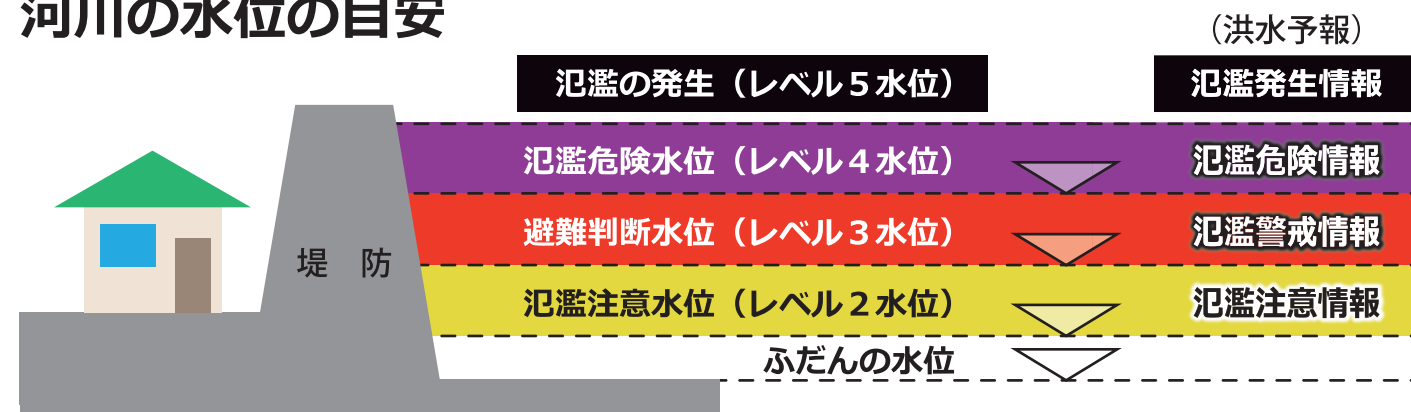 河川の水位の目安
（洪水予報）
氾濫の発生（レベル５水位） 氾濫発生情報
氾濫危険水位（レベル４水位） 氾濫危険情報
避難判断水位（レベル３水位） 氾濫警戒情報
堤　防
氾濫注意水位（レベル２水位） 氾濫注意情報
ふだんの水位